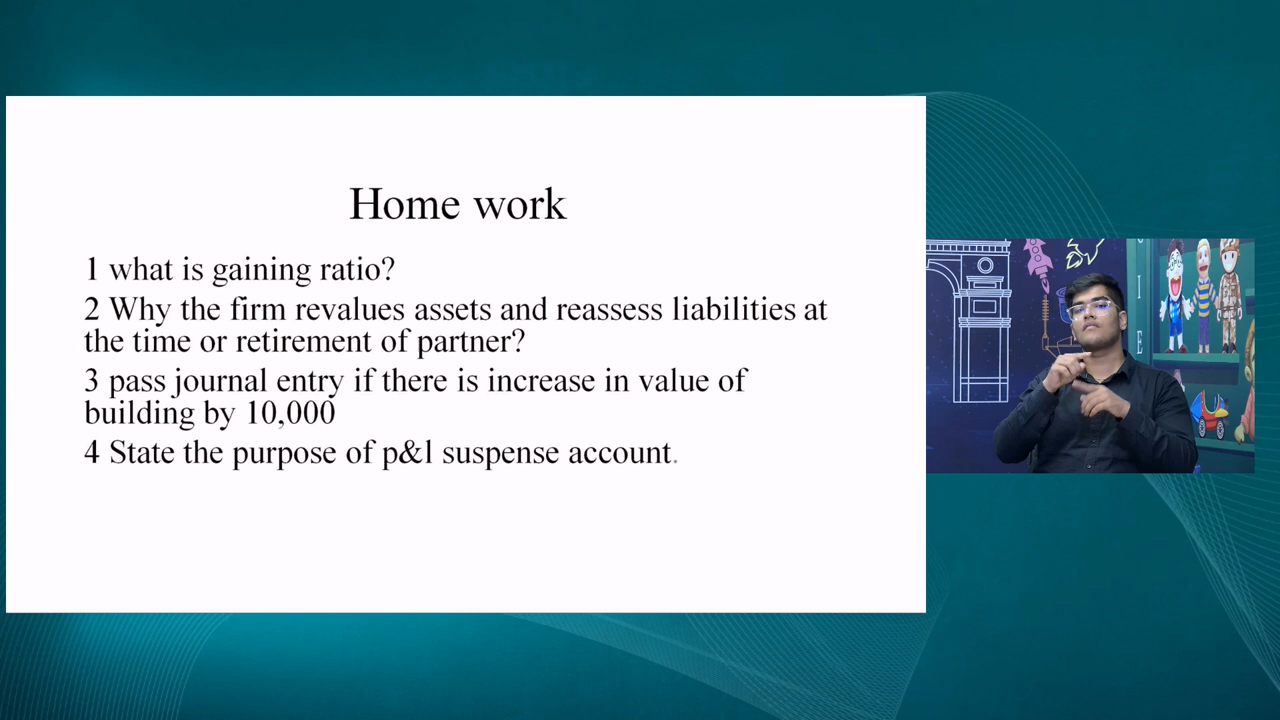 Home work
1 what is gaining ratio?
2 Why the firm revalues assets and reassess liabilities at
the time or retirement of partner?
3 pass journal entry if there is increase in value of
building by 10,000
4 State the purpose of p&l suspense account.
I
E